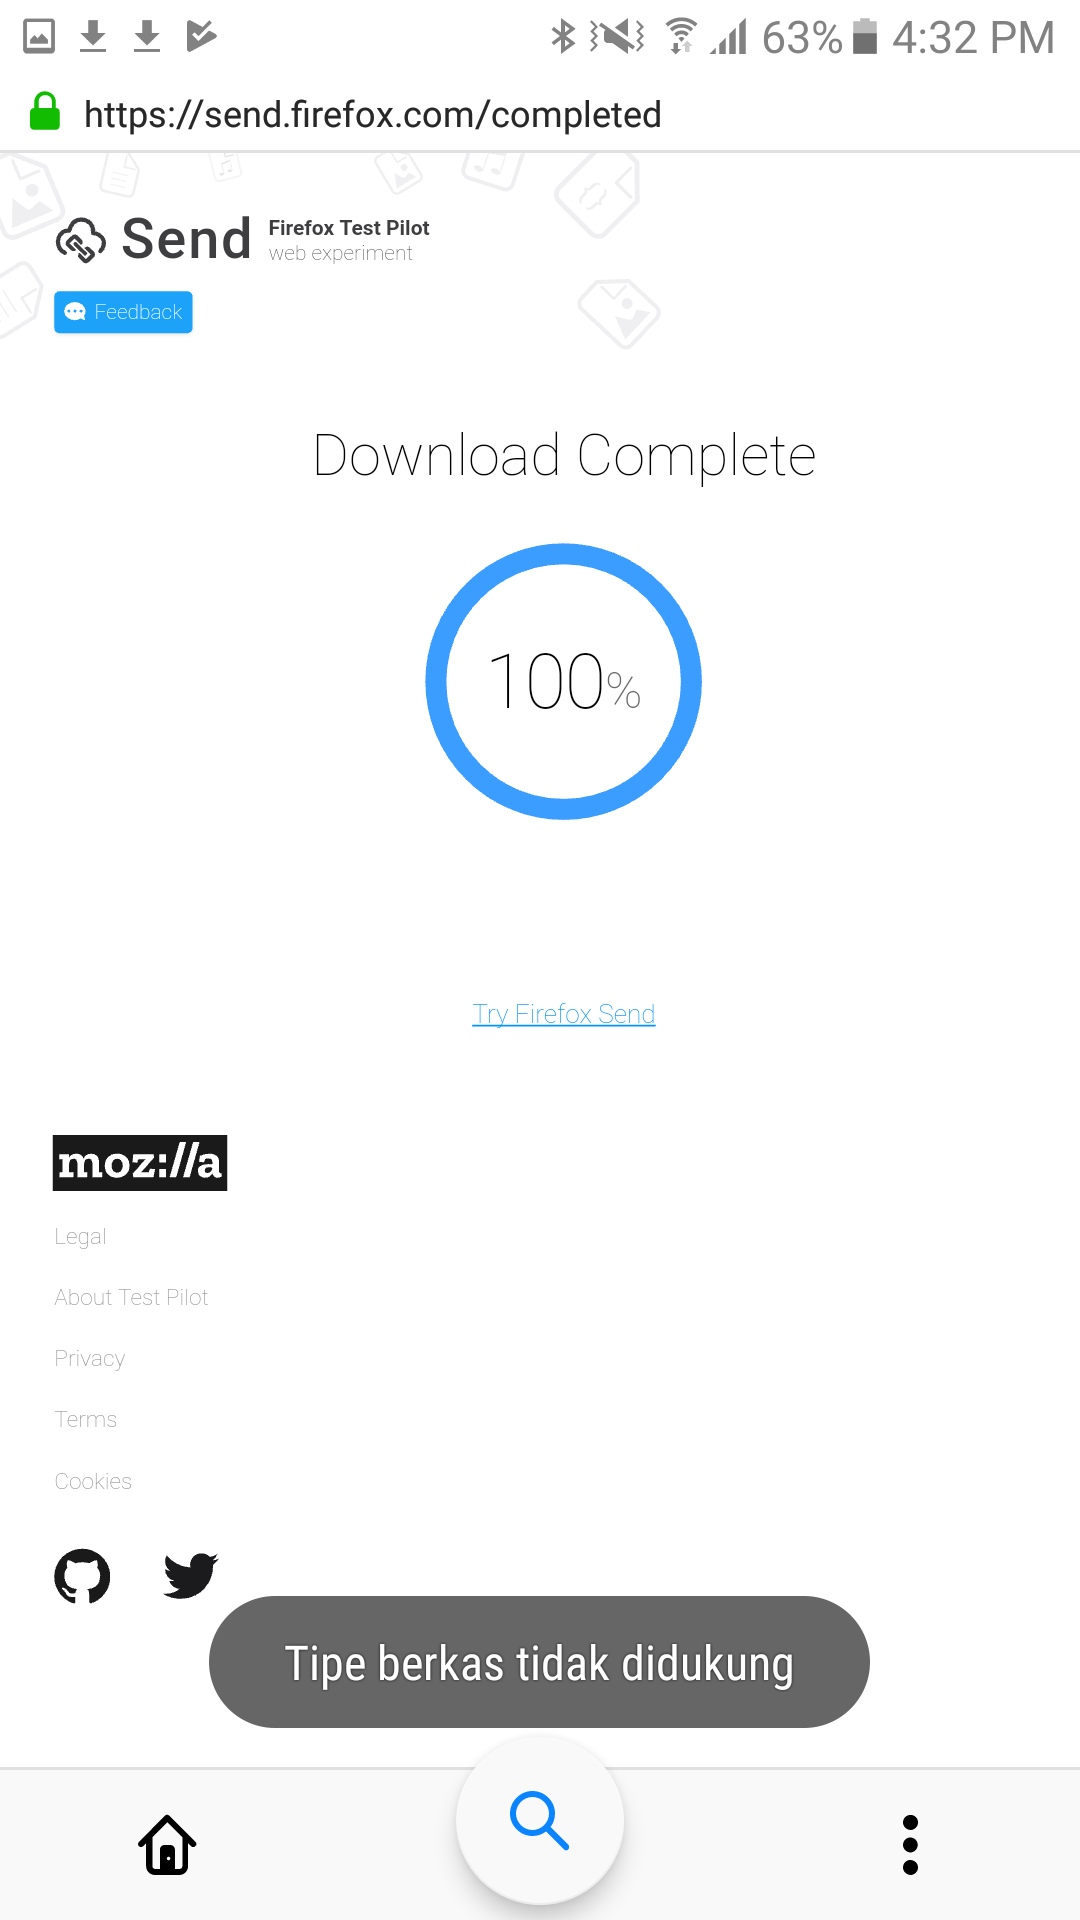 63% 4:32 PM
https://send.firefox.com/completed
Send
Firefox Test Pilot
web experiment
Feedback
Download Complete
100%
Try Firefox Send
moz://a
Legal
About Test Pilot
Privacy
Terms
Cookies
Tipe berkas tidak didukung